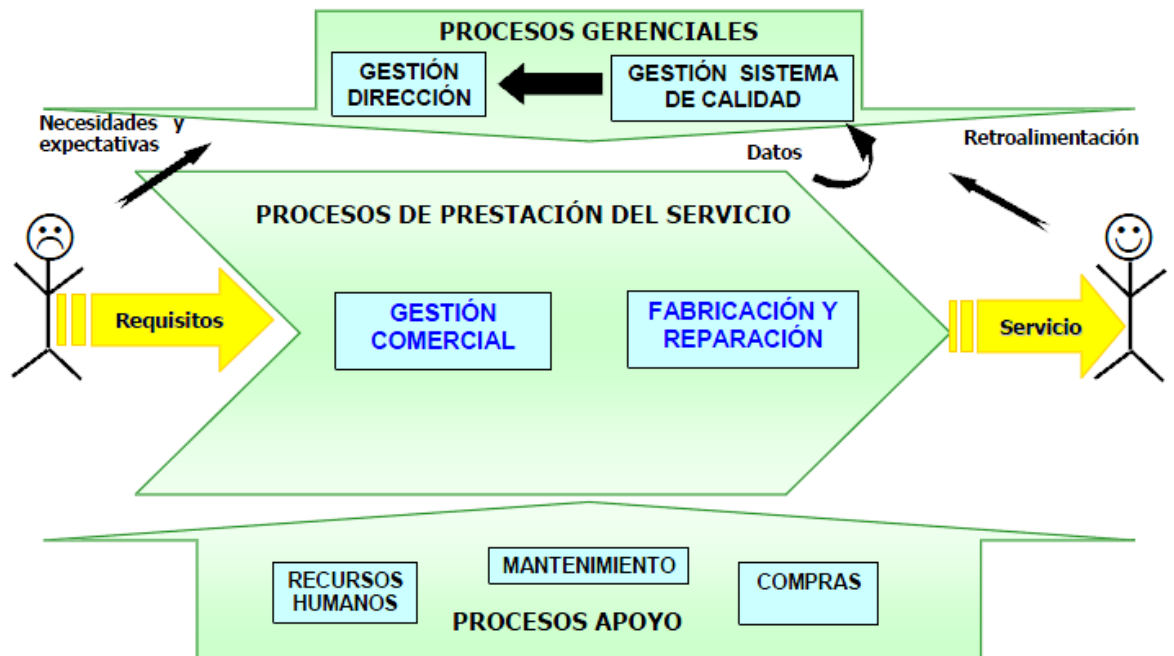 PROCESOS GERENCIALES
GESTIÓN
DIRECCIÓN
GESTIÓN SISTEMA
DE CALIDAD
Necesidades y
expectativas
Datos
Retroalimentación
PROCESOS DE PRESTACIÓN DEL SERVICIO
Requisitos
GESTIÓN
COMERCIAL
FABRICACIÓN Y
REPARACIÓN
Servicio
RECURSOS
HUMANOS
MANTENIMIENTO
COMPRAS
PROCESOS APOYO